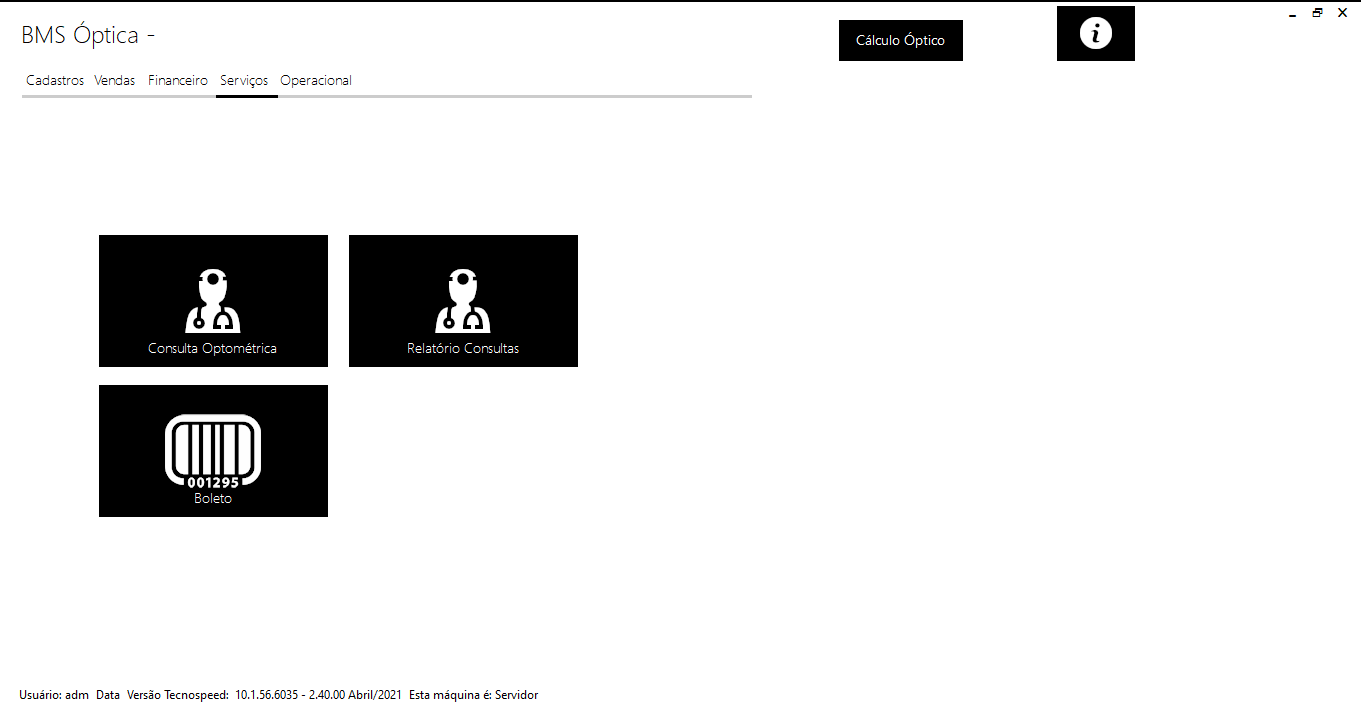 BMS Óptica -
Cálculo Óptico
i
Cadastros Vendas Financeiro Serviços Operacional
Consulta Optométrica
Relatório Consultas
001295
Boleto
Usuário: adm Data Versão Tecnospeed: 10.1.56.6035 - 2.40.00 Abril/2021 Esta máquina é: Servidor